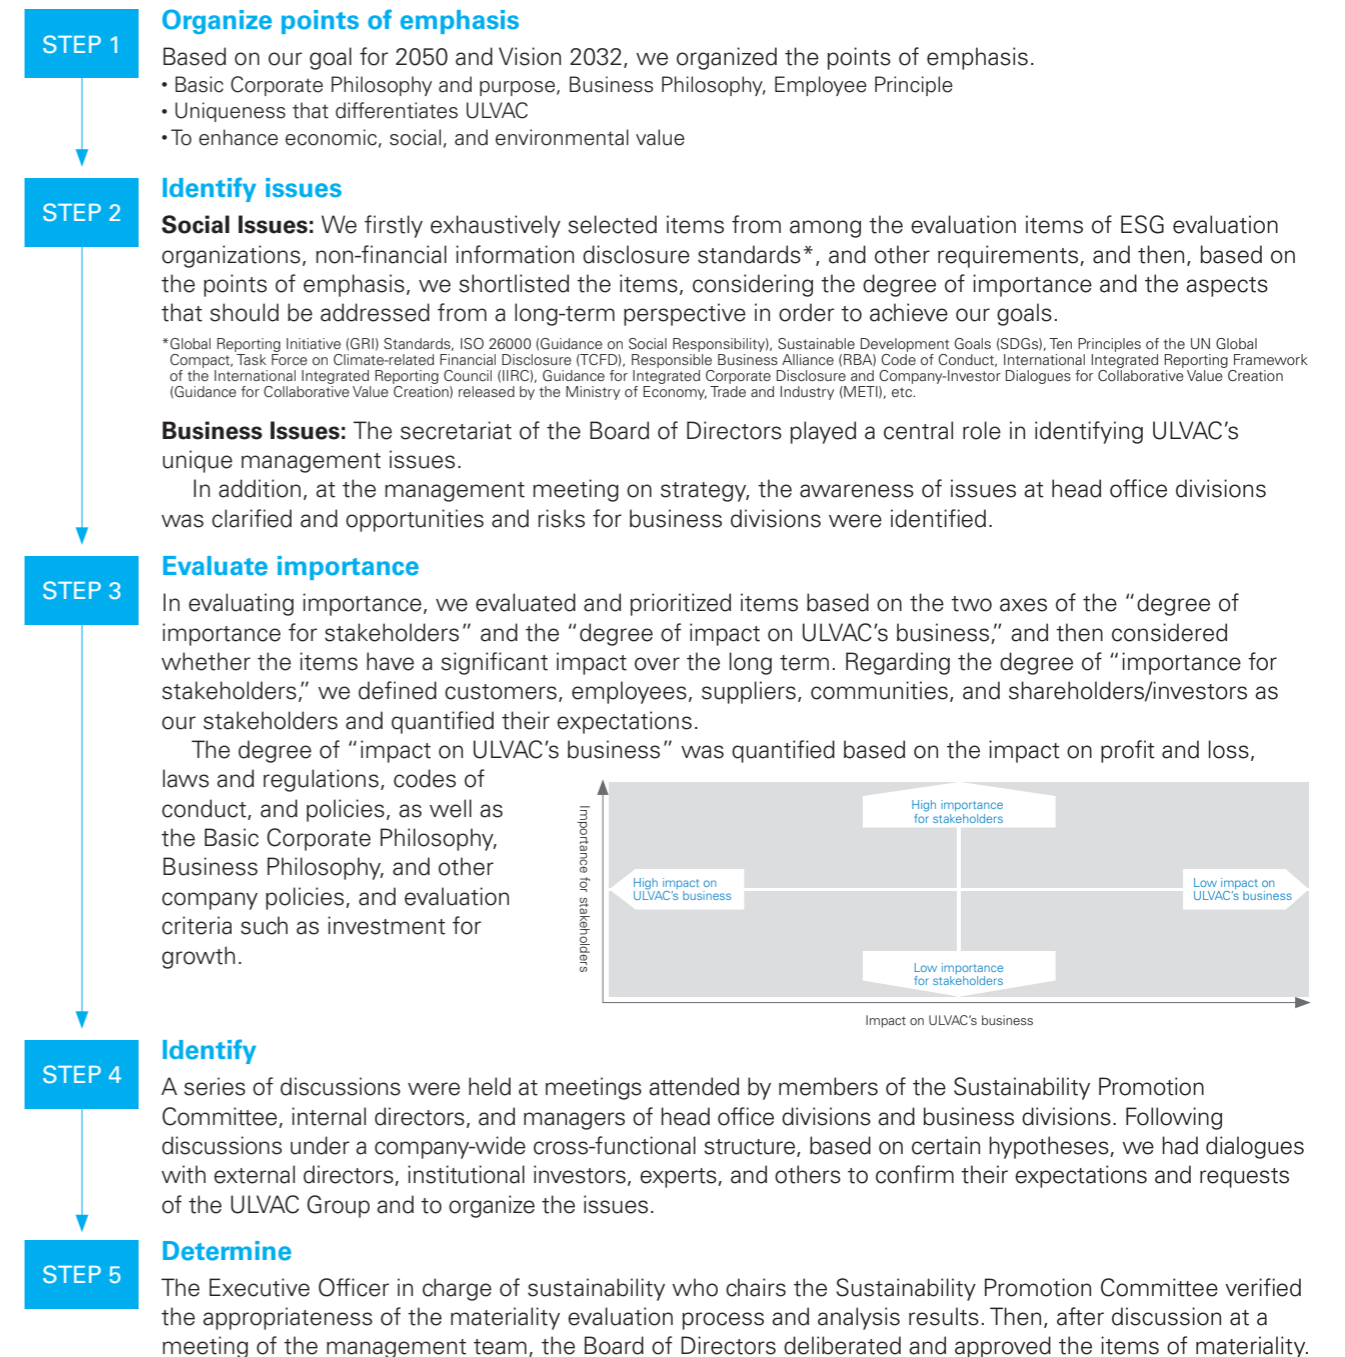 STEP 1
Organize points of emphasis
Based on our goal for 2050 and Vision 2032, we organized the points of emphasis.
• Basic Corporate Philosophy and purpose, Business Philosophy, Employee Principle
• Uniqueness that differentiates ULVAC
• To enhance economic, social, and environmental value
STEP 2
Identify issues
Social Issues: We firstly exhaustively selected items from among the evaluation items of ESG evaluation
organizations, non-financial information disclosure standards*, and other requirements, and then, based on
the points of emphasis, we shortlisted the items, considering the degree of importance and the aspects
that should be addressed from a long-term perspective in order to achieve our goals.
*Global Reporting Initiative (GRI) Standards, ISO 26000 (Guidance on Social Responsibility), Sustainable Development Goals (SDGs), Ten Principles of the UN Global
Compact, Task Force on Climate-related Financial Disclosure (TCFD), Responsible Business Alliance (RBA) Code of Conduct, International Integrated Reporting Framework
of the International Integrated Reporting Council (IIRC), Guidance for Integrated Corporate Disclosure and Company-Investor Dialogues for Collaborative Value Creation
(Guidance for Collaborative Value Creation) released by the Ministry of Economy, Trade and Industry (METI), etc.
Business Issues: The secretariat of the Board of Directors played a central role in identifying ULVAC's
unique management issues.
In addition, at the management meeting on strategy, the awareness of issues at head office divisions
was clarified and opportunities and risks for business divisions were identified.
STEP 3
Evaluate importance
In evaluating importance, we evaluated and prioritized items based on the two axes of the "degree of
importance for stakeholders" and the "degree of impact on ULVAC's business," and then considered
whether the items have a significant impact over the long term. Regarding the degree of "importance for
stakeholders," we defined customers, employees, suppliers, communities, and shareholders/investors as
our stakeholders and quantified their expectations.
The degree of "impact on ULVAC's business" was quantified based on the impact on profit and loss,
laws and regulations, codes of
conduct, and policies, as well as
the Basic Corporate Philosophy,
Business Philosophy, and other
company policies, and evaluation
criteria such as investment for
growth.
Importance for stakeholders
High importance
for stakeholders
High impact on
ULVAC's business
Low impact on
ULVAC's business
Low importance
for stakeholders
Impact on ULVAC's business
STEP 4
Identify
A series of discussions were held at meetings attended by members of the Sustainability Promotion
Committee, internal directors, and managers of head office divisions and business divisions. Following
discussions under a company-wide cross-functional structure, based on certain hypotheses, we had dialogues
with external directors, institutional investors, experts, and others to confirm their expectations and requests
of the ULVAC Group and to organize the issues.
STEP 5
Determine
The Executive Officer in charge of sustainability who chairs the Sustainability Promotion Committee verified
the appropriateness of the materiality evaluation process and analysis results. Then, after discussion at a
meeting of the management team, the Board of Directors deliberated and approved the items of materiality.